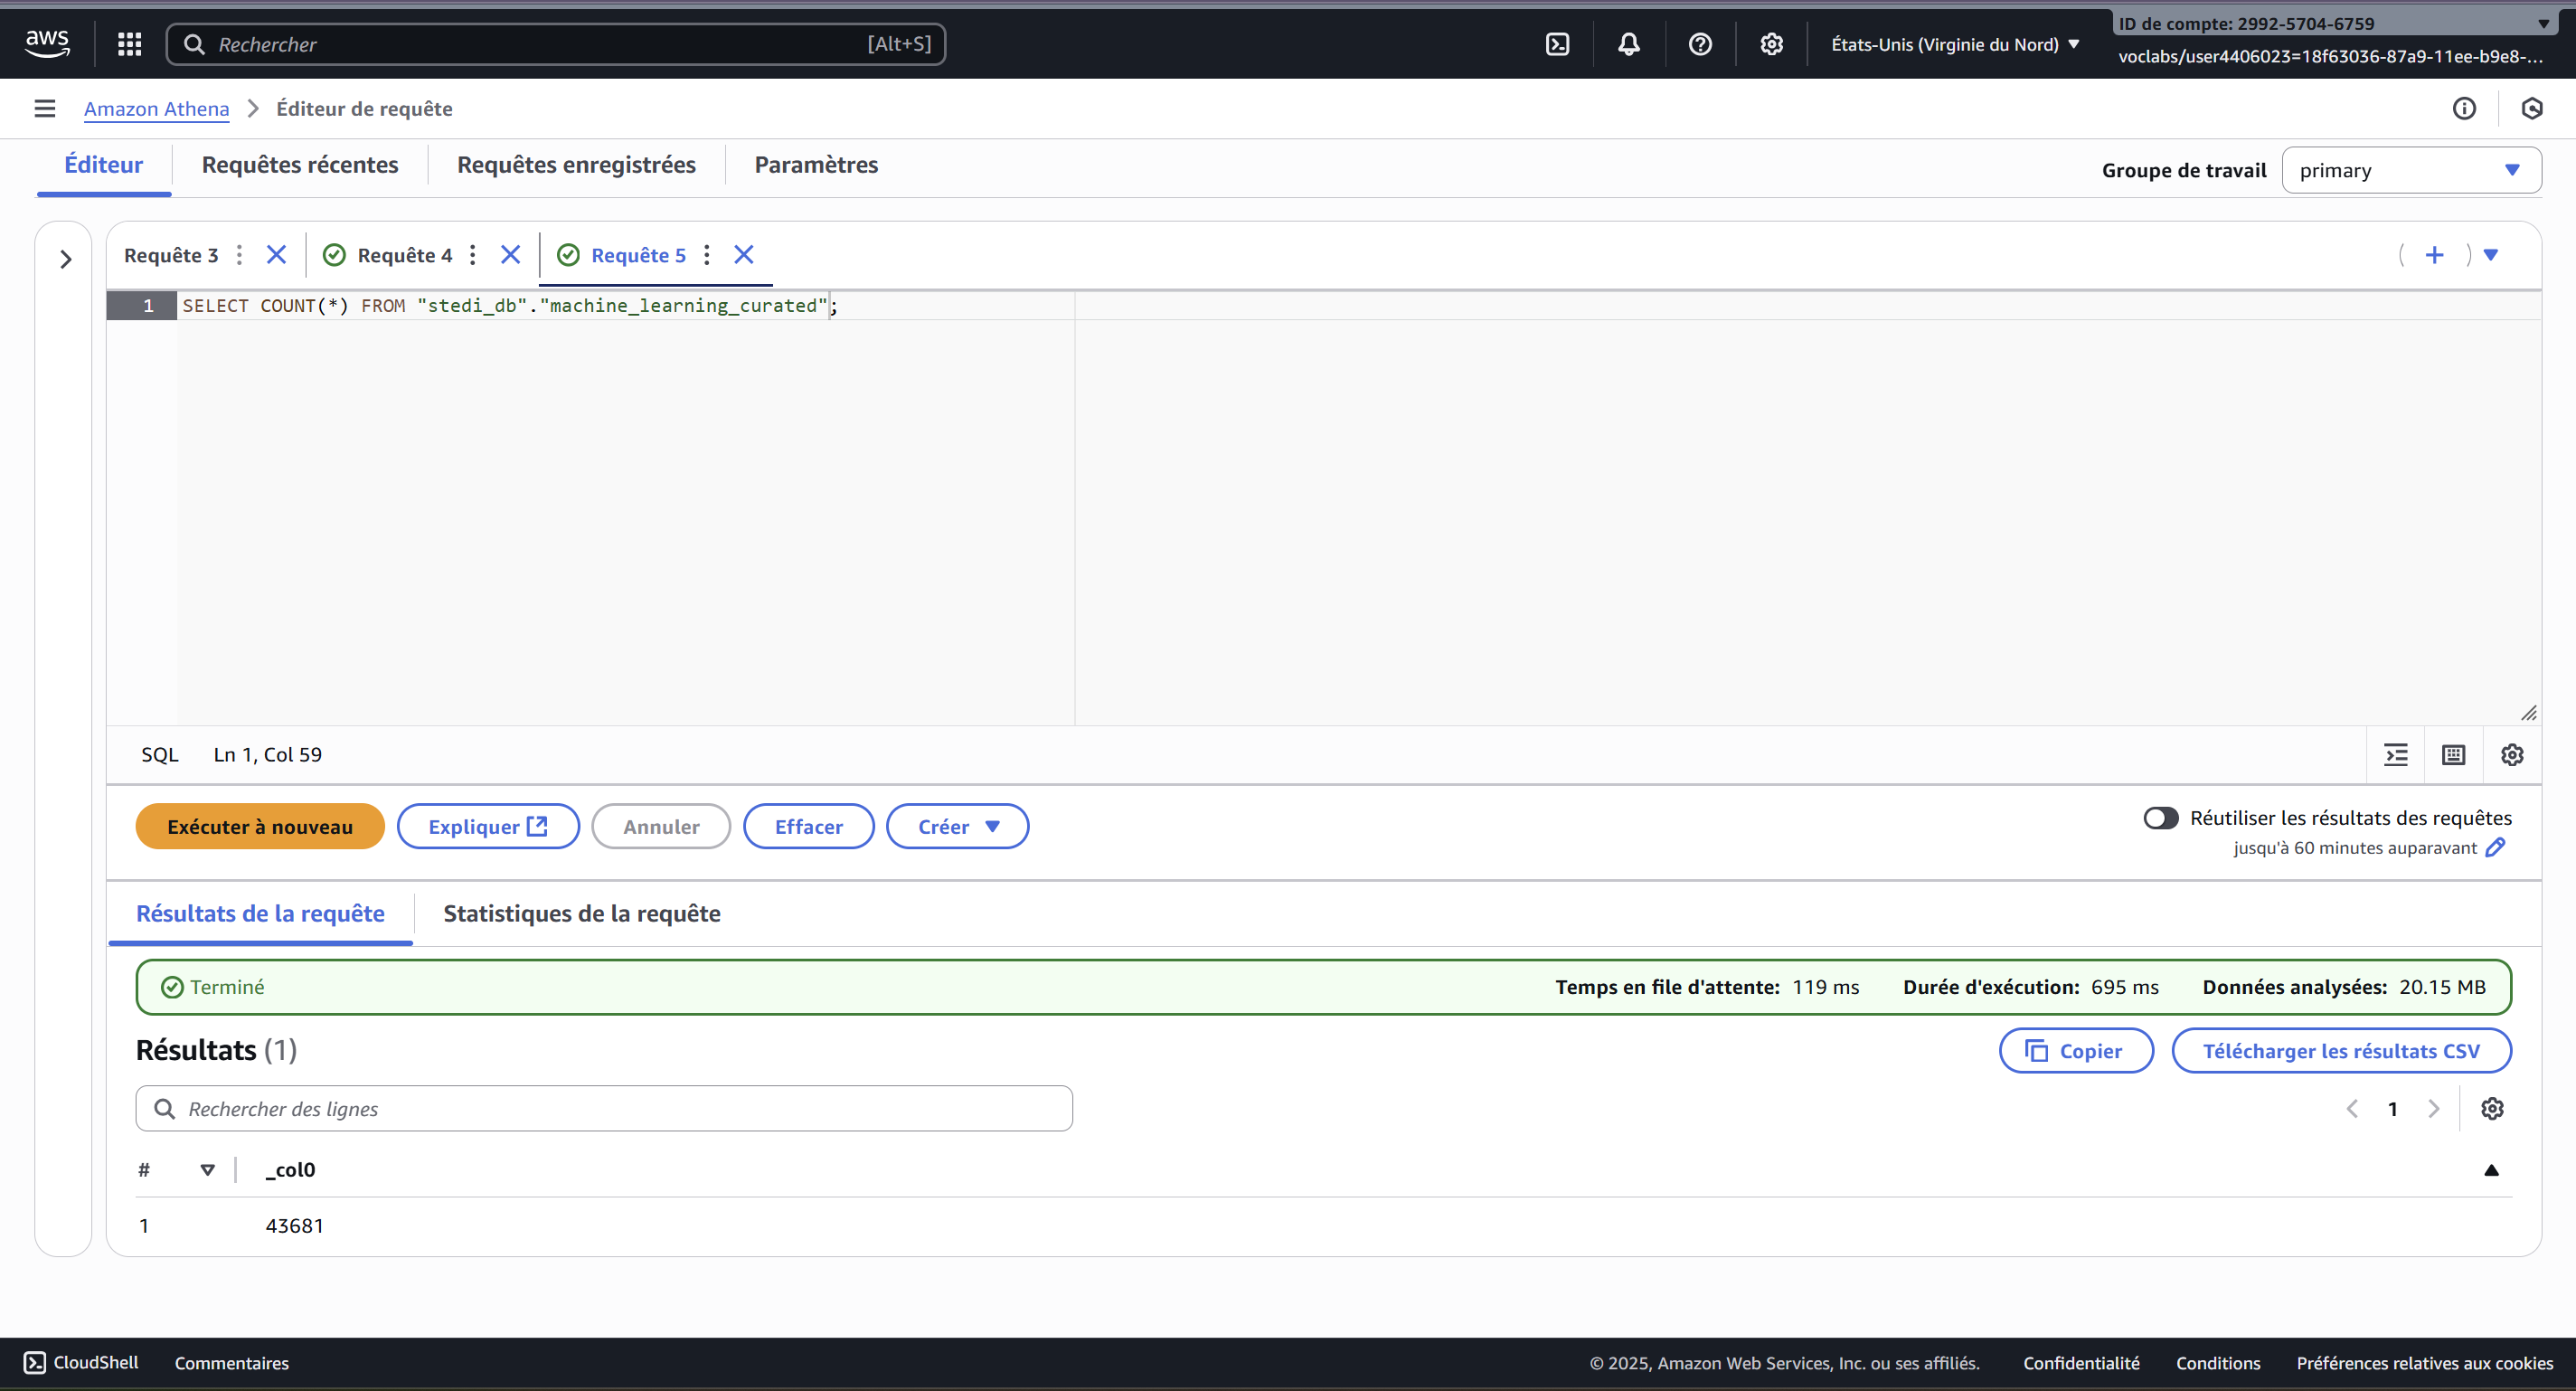 aws
Rechercher
[Alt+S]
États-Unis (Virginie du Nord)
ID de compte: 2992-5704-6759
voclabs/user4406023=18f63036-87a9-11ee-b9e8-...
Amazon Athena
Éditeur de requête
Éditeur
Requêtes récentes
Requêtes enregistrées
Paramètres
Groupe de travail
primary
Requête 3
Requête 4
Requête 5
1
SELECT COUNT(*) FROM "stedi_db"."machine_learning_curated";
SQL
Ln 1, Col 59
Exécuter à nouveau
Expliquer
Annuler
Effacer
Créer
Réutiliser les résultats des requêtes
jusqu'à 60 minutes auparavant
Résultats de la requête
Statistiques de la requête
Terminé
Temps en file d'attente: 119 ms
Durée d'exécution: 695 ms
Données analysées: 20.15 MB
Résultats (1)
Copier
Télécharger les résultats CSV
Rechercher des lignes
1
#
_col0
1
43681
CloudShell
Commentaires
© 2025, Amazon Web Services, Inc. ou ses affiliés.
Confidentialité
Conditions
Préférences relatives aux cookies